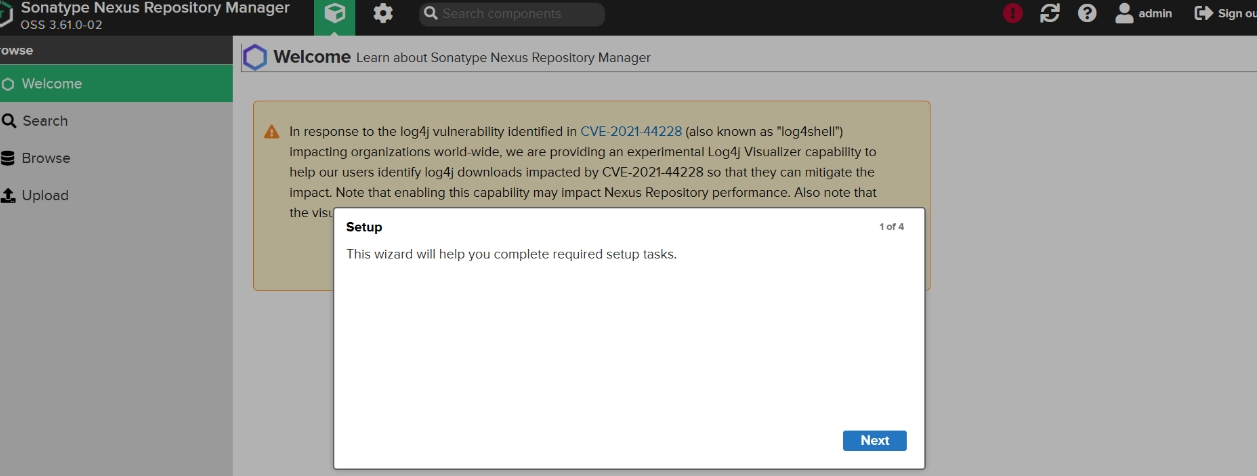 Sonatype Nexus Repository Manager
OSS 3.61.0-02
Search components
admin
Sign ou
owse
Welcome
Search
Browse
Upload
Welcome Learn about Sonatype Nexus Repository Manager
In response to the log4j vulnerability identified in CVE-2021-44228 (also known as "log4shell")
impacting organizations world-wide, we are providing an experimental Log4j Visualizer capability to
help our users identify log4j downloads impacted by CVE-2021-44228 so that they can mitigate the
impact. Note that enabling this capability may impact Nexus Repository performance. Also note that
the visu
Setup
1 of 4
This wizard will help you complete required setup tasks.
Next